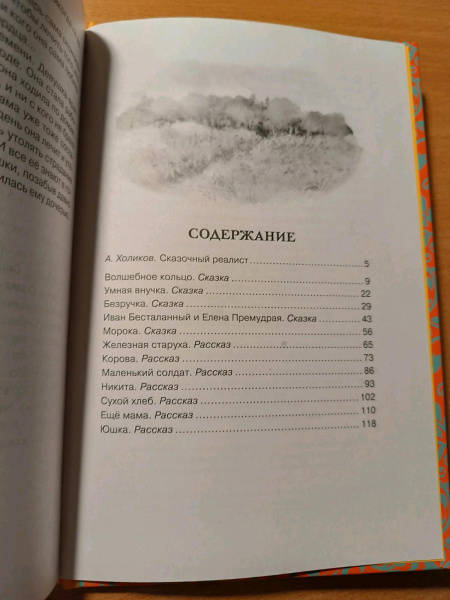 СОДЕРЖАНИЕ
А. Холиков. Сказочный реалист 5
Волшебное кольцо. Сказка 9
Умная внучка. Сказка 22
Безручка. Сказка 29
Иван Бесталанный и Елена Премудрая. Сказка 43
Морока. Сказка 56
Железная старуха. Рассказ 65
Корова. Рассказ 73
Маленький солдат. Рассказ 86
Никита. Рассказ 93
Сухой хлеб. Рассказ 102
Ещё мама. Рассказ 110
Юшка. Рассказ 118